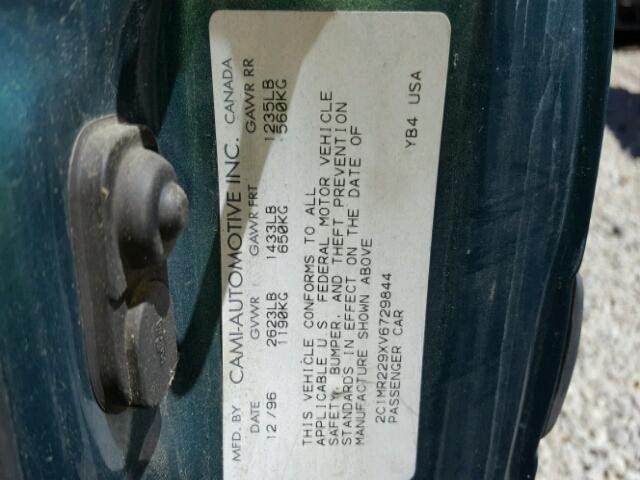 MFD. BY CAMI-AUTOMOTIVE INC. CANADA
DATE GVWR GAWR FRT GAWR RR
12 /96 2623LB 1433LB 1235LB
1190KG 650KG 560KG
THIS VEHICLE CONFORMS TO ALL
APPLICABLE U S FEDERAL MOTOR VEHICLE
SAFETY, BUMPER, AND THEFT PREVENTION
STANDARDS IN EFFECT ON THE DATE OF
MANUFACTURE SHOWN ABOVE
2C1MR229XV6729844
PASSENGER CAR
YB4 USA